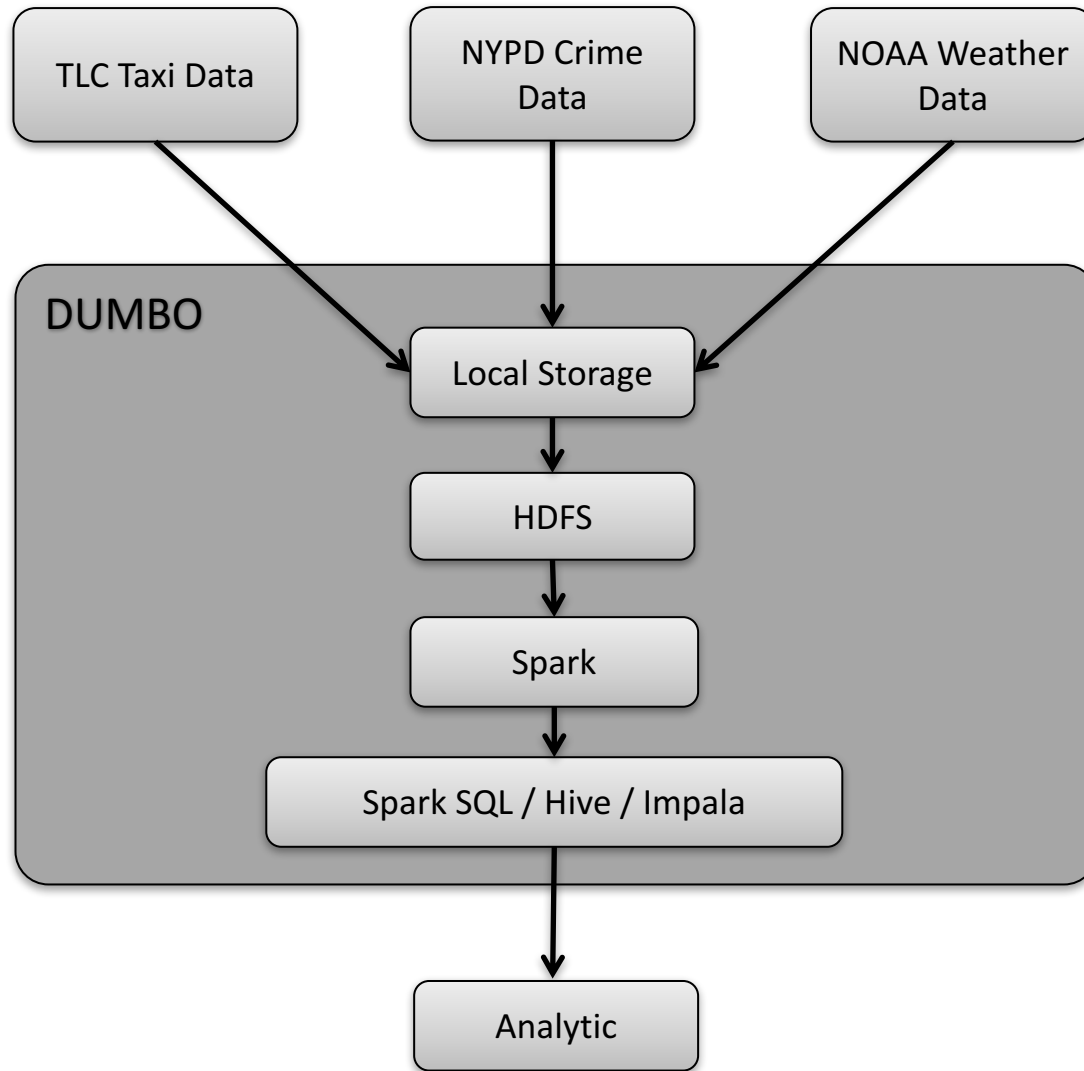 TLC Taxi Data
NYPD Crime
Data
NOAA Weather
Data
DUMBO
Local Storage
HDFS
Spark
Spark SQL / Hive / Impala
Analytic